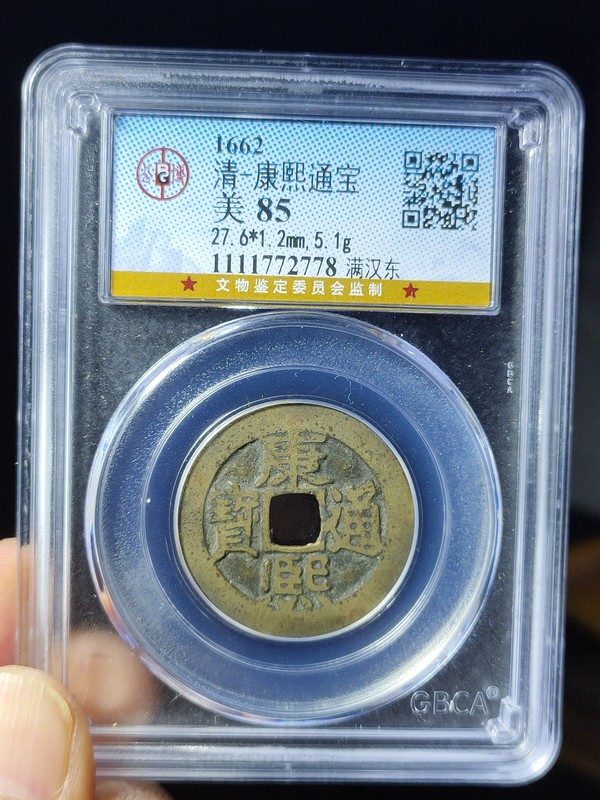 1662
清-康熙通宝
美 85
27.6*1.2mm,5.1g
1111772778 满汉东
文物鉴定委员会监制
康熙通寶
GBCA®